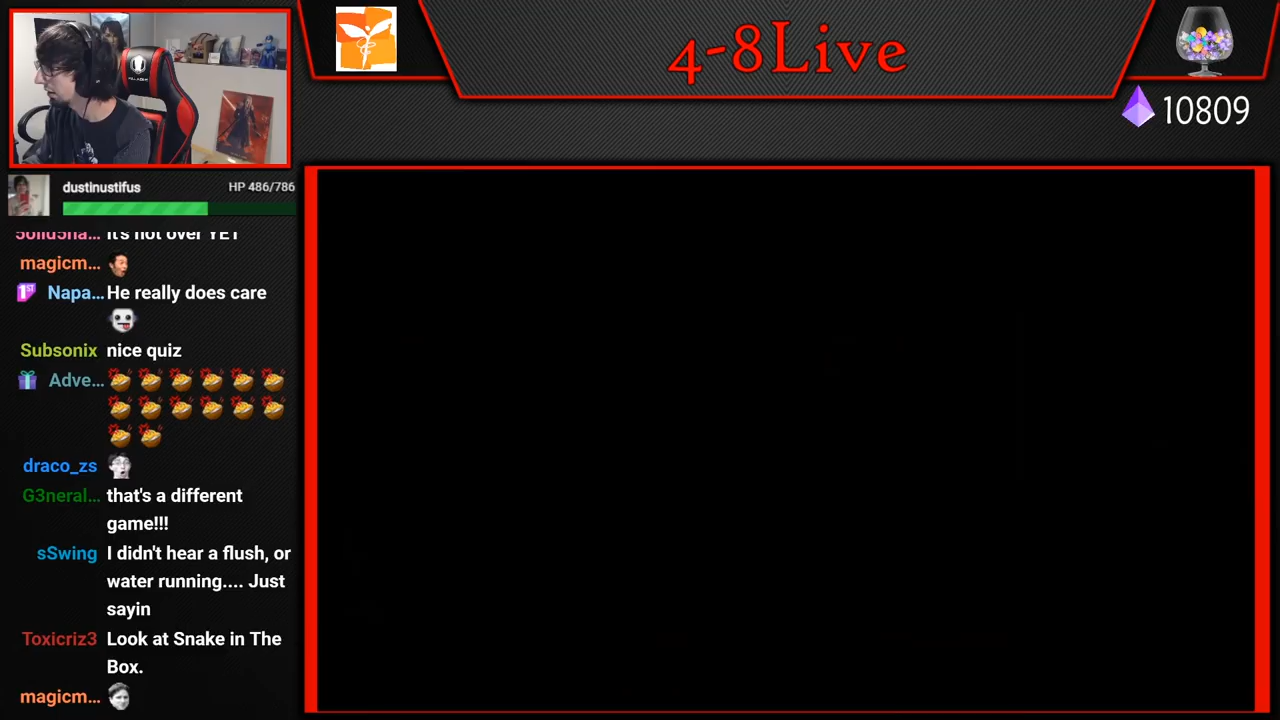 4-8Live
10809
dustinustifus HP 486/786
it's not over YET
magicm...
Napa... He really does care
Subsonix nice quiz
Adve...
draco_zs
G3neral... that's a different
game!!!
sSwing I didn't hear a flush, or
water running.... Just
sayin
Toxicriz3 Look at Snake in The
Box.
magicm...